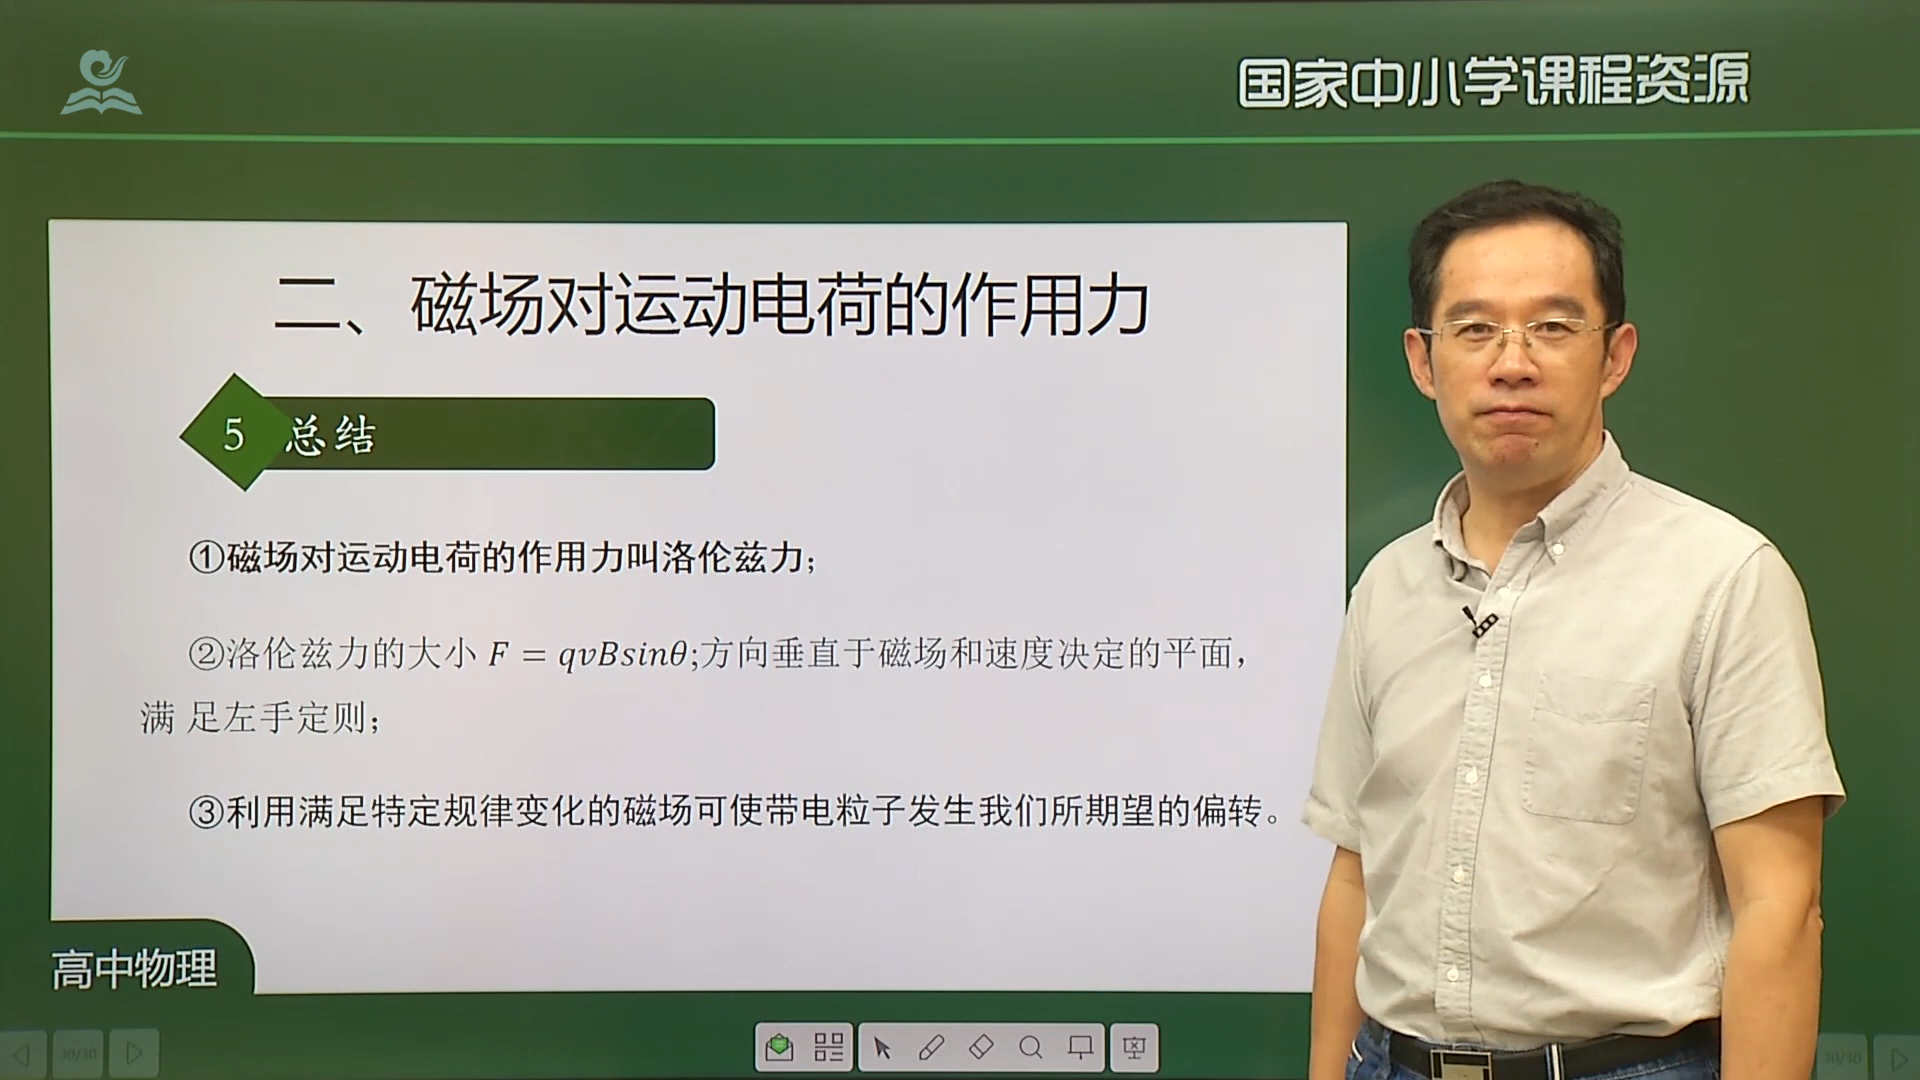 国家中小学课程资源
二、磁场对运动电荷的作用力
5 总结
①磁场对运动电荷的作用力叫洛伦兹力；
②洛伦兹力的大小 F = qvBsinθ;方向垂直于磁场和速度决定的平面，
满 足左手定则；
③利用满足特定规律变化的磁场可使带电粒子发生我们所期望的偏转。
高中物理
30/30
30/30